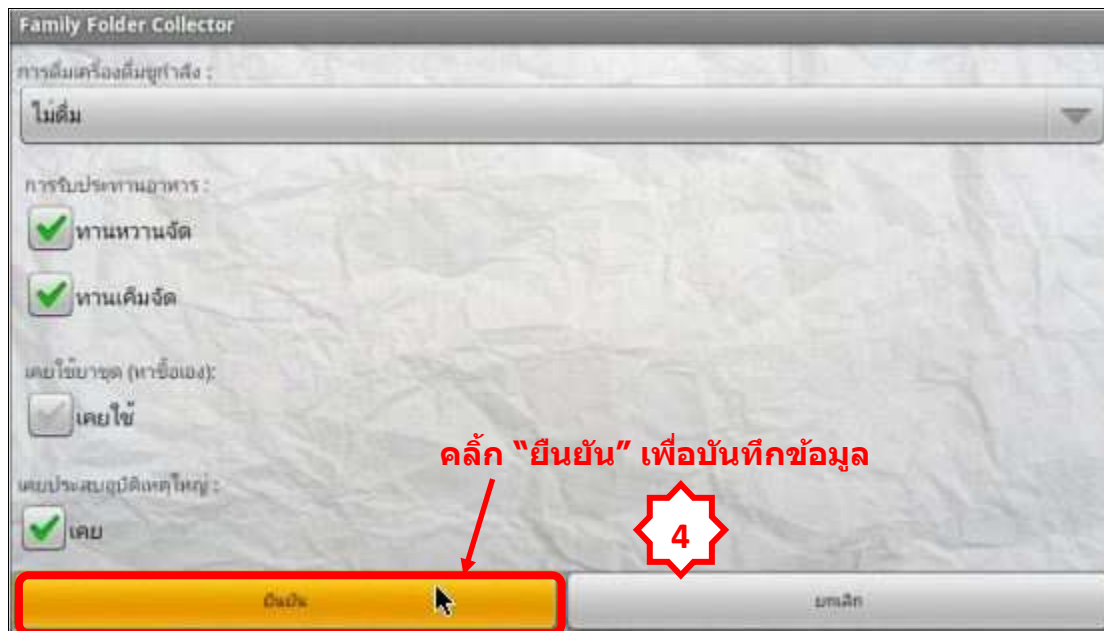 Family Folder Collector
การดื่มเครื่องดื่มชูกำลัง :
ไม่ดื่ม
การรับประทานอาหาร :
ทานหวานจัด
ทานเค็มจัด
เคยใช้ยาชุด (หาซื้อเอง):
เคยใช้
คลิ้ก “ยืนยัน” เพื่อบันทึกข้อมูล
เคยประสบอุบัติเหตุใหญ่ :
4
เคย
ยืนยัน
ยกเลิก